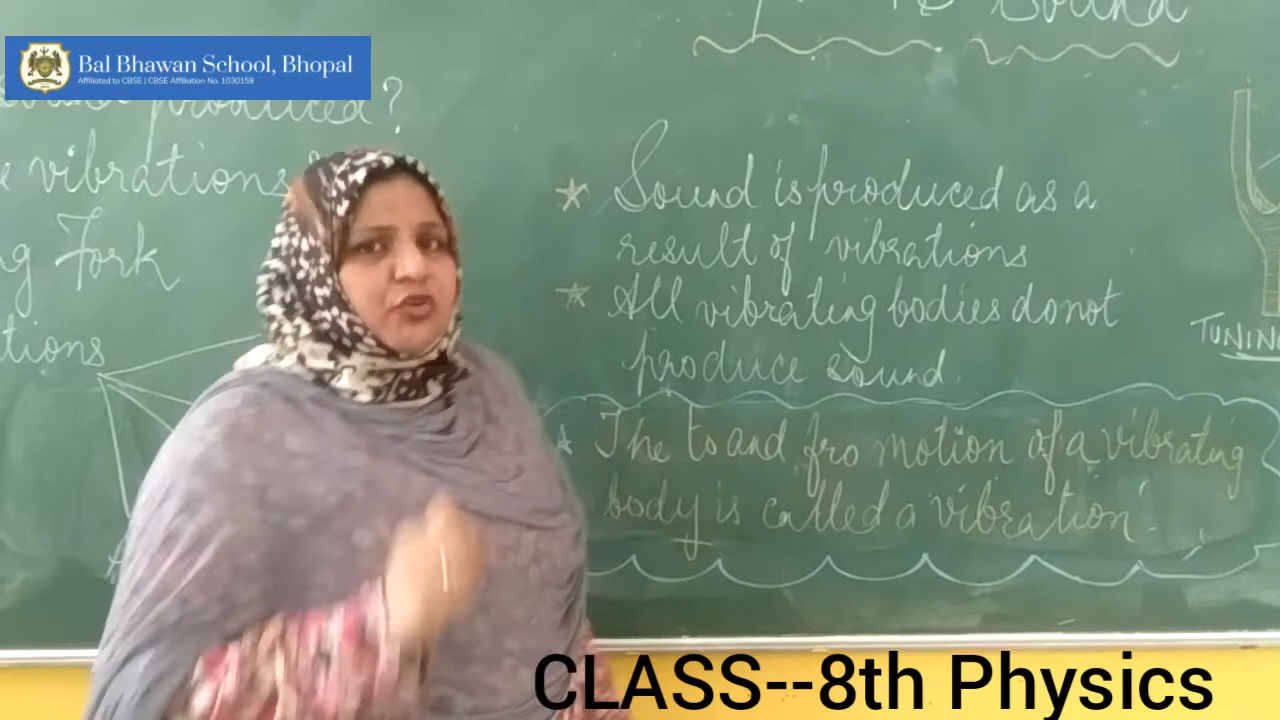 Bal Bhawan School, Bhopal
Affiliated to CBSE | CBSE Affiliation No. 1030159
Sound
produced?
vibrations
Fork
Sound is produced as a
result of vibrations
All vibrating bodies do not
produce sound.
The to and fro motion of a vibrating
body is called a vibration.
CLASS--8th Physics